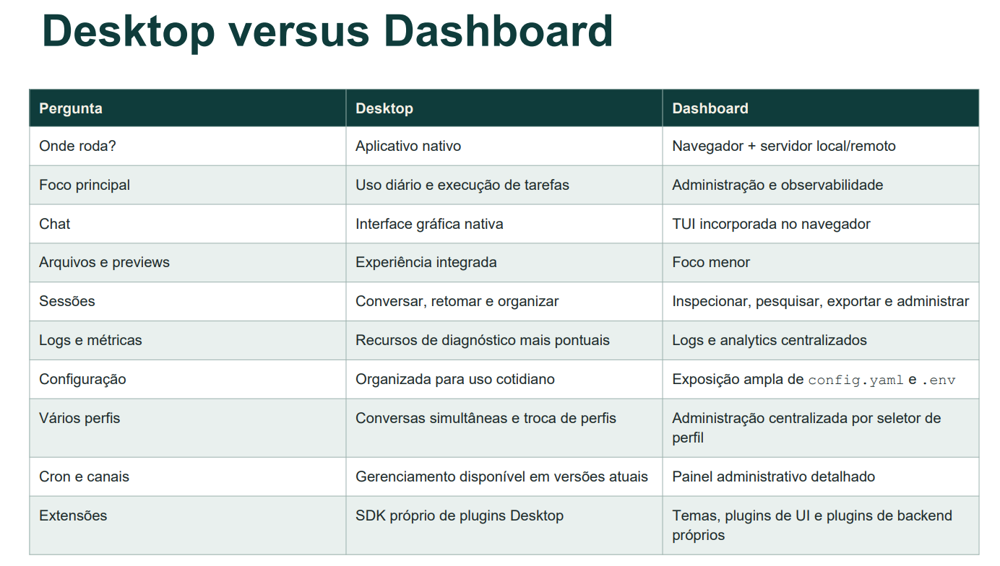 Desktop versus Dashboard
Pergunta Desktop Dashboard
Onde roda? Aplicativo nativo Navegador + servidor local/remoto
Foco principal Uso diário e execução de tarefas Administração e observabilidade
Chat Interface gráfica nativa TUI incorporada no navegador
Arquivos e previews Experiência integrada Foco menor
Sessões Conversar, retomar e organizar Inspecionar, pesquisar, exportar e administrar
Logs e métricas Recursos de diagnóstico mais pontuais Logs e analytics centralizados
Configuração Organizada para uso cotidiano Exposição ampla de config.yaml e .env
Vários perfis Conversas simultâneas e troca de perfis Administração centralizada por seletor de
perfil
Cron e canais Gerenciamento disponível em versões atuais Painel administrativo detalhado
Extensões SDK próprio de plugins Desktop Temas, plugins de UI e plugins de backend
próprios